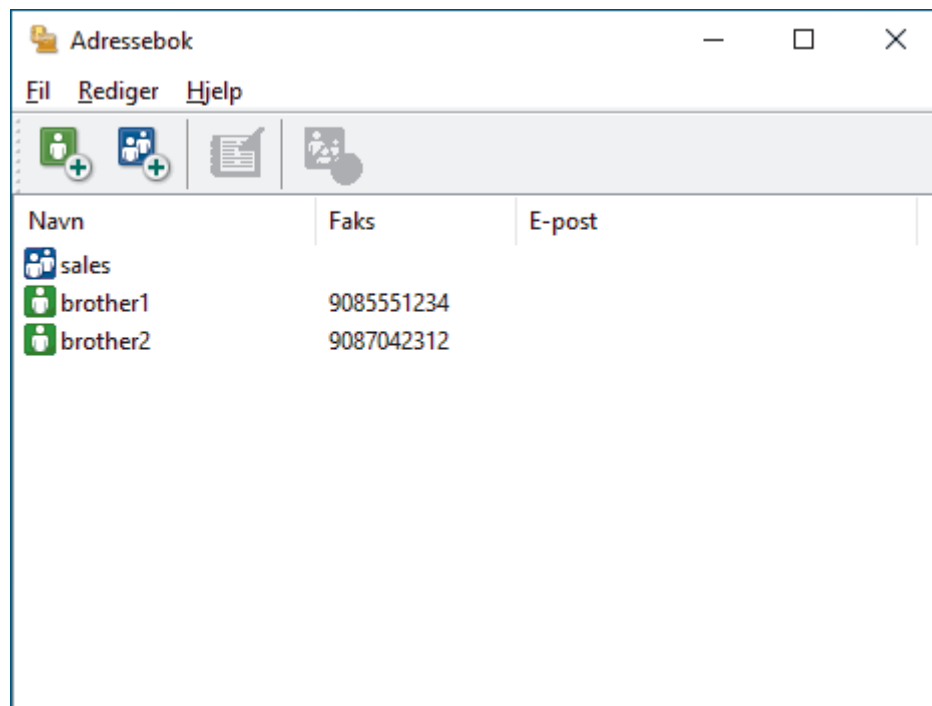 Adressebok
Fil Rediger Hjelp
Navn Faks E-post
sales
brother1 9085551234
brother2 9087042312